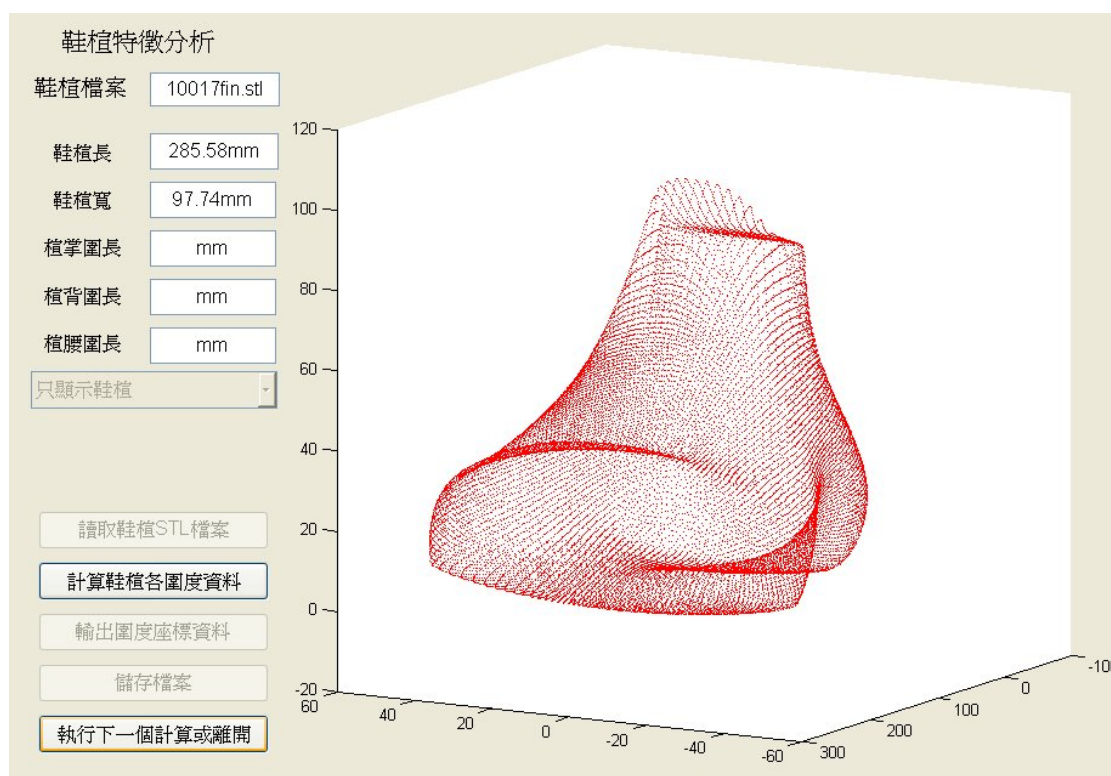 鞋楦特徵分析
鞋楦檔案 10017fin.stl
鞋楦長 285.58mm
鞋楦寬 97.74mm
楦掌圍長 mm
楦背圍長 mm
楦腰圍長 mm
只顯示鞋楦
讀取鞋楦STL檔案
計算鞋楦各圍度資料
輸出圍度座標資料
儲存檔案
執行下一個計算或離開
120
100
80
60
40
20
0
-20
60
40
20
0
-20
-40
-60
300
200
100
0
-10